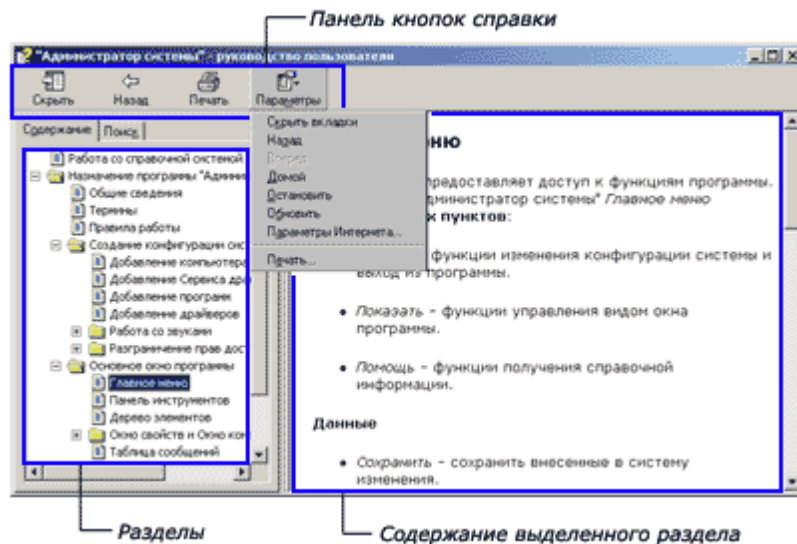 Панель кнопок справки
"Администратор системы" - руководство пользователя
Скрыть Назад Печать Параметры
Содержание Поиск
Работа со справочной системой
Назначение программы "Админи
Общие сведения
Термины
Правила работы
Создание конфигурации сис
Добавление компьютера
Добавление Сервиса дра
Добавление программ
Добавление драйверов
Работа со звуками
Разграничение прав дос
Основное окно программы
Главное меню
Панель инструментов
Дерево элементов
Окно свойств и Окно кон
Таблица сообщений
Скрыть вкладки
Назад
Вперед
Домой
Остановить
Обновить
Параметры Интернета...
Печать...
ню
предоставляет доступ к функциям программы.
дминистратор системы" Главное меню
х пунктов:
функции изменения конфигурации системы и
выход из программы.
• Показать - функции управления видом окна
программы.
• Помощь - функции получения справочной
информации.
Данные
• Сохранить - сохранить внесенные в систему
изменения.
Разделы
Содержание выделенного раздела